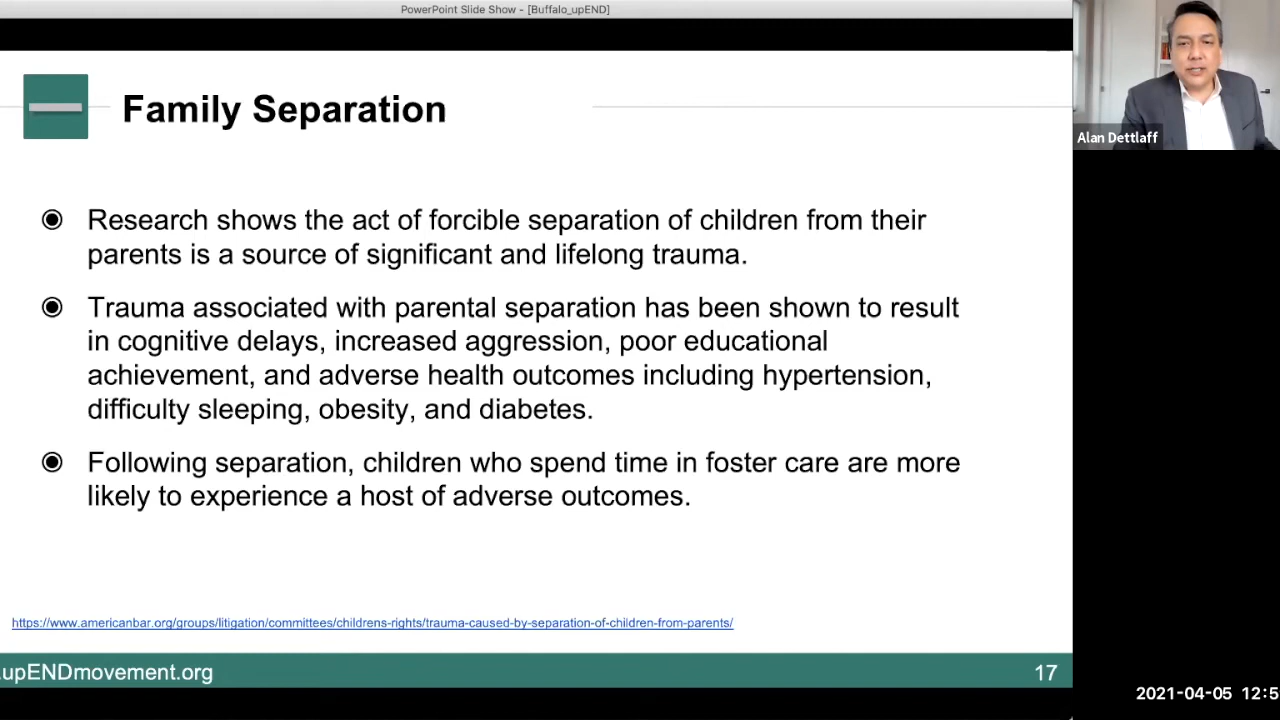 PowerPoint Slide Show - [Buffalo_upEND]
Family Separation
Research shows the act of forcible separation of children from their
parents is a source of significant and lifelong trauma.
Trauma associated with parental separation has been shown to result
in cognitive delays, increased aggression, poor educational
achievement, and adverse health outcomes including hypertension,
difficulty sleeping, obesity, and diabetes.
Following separation, children who spend time in foster care are more
likely to experience a host of adverse outcomes.
https://www.americanbar.org/groups/litigation/committees/childrens-rights/trauma-caused-by-separation-of-children-from-parents/
.upENDmovement.org
17
Alan Dettlaff
2021-04-05 12:5